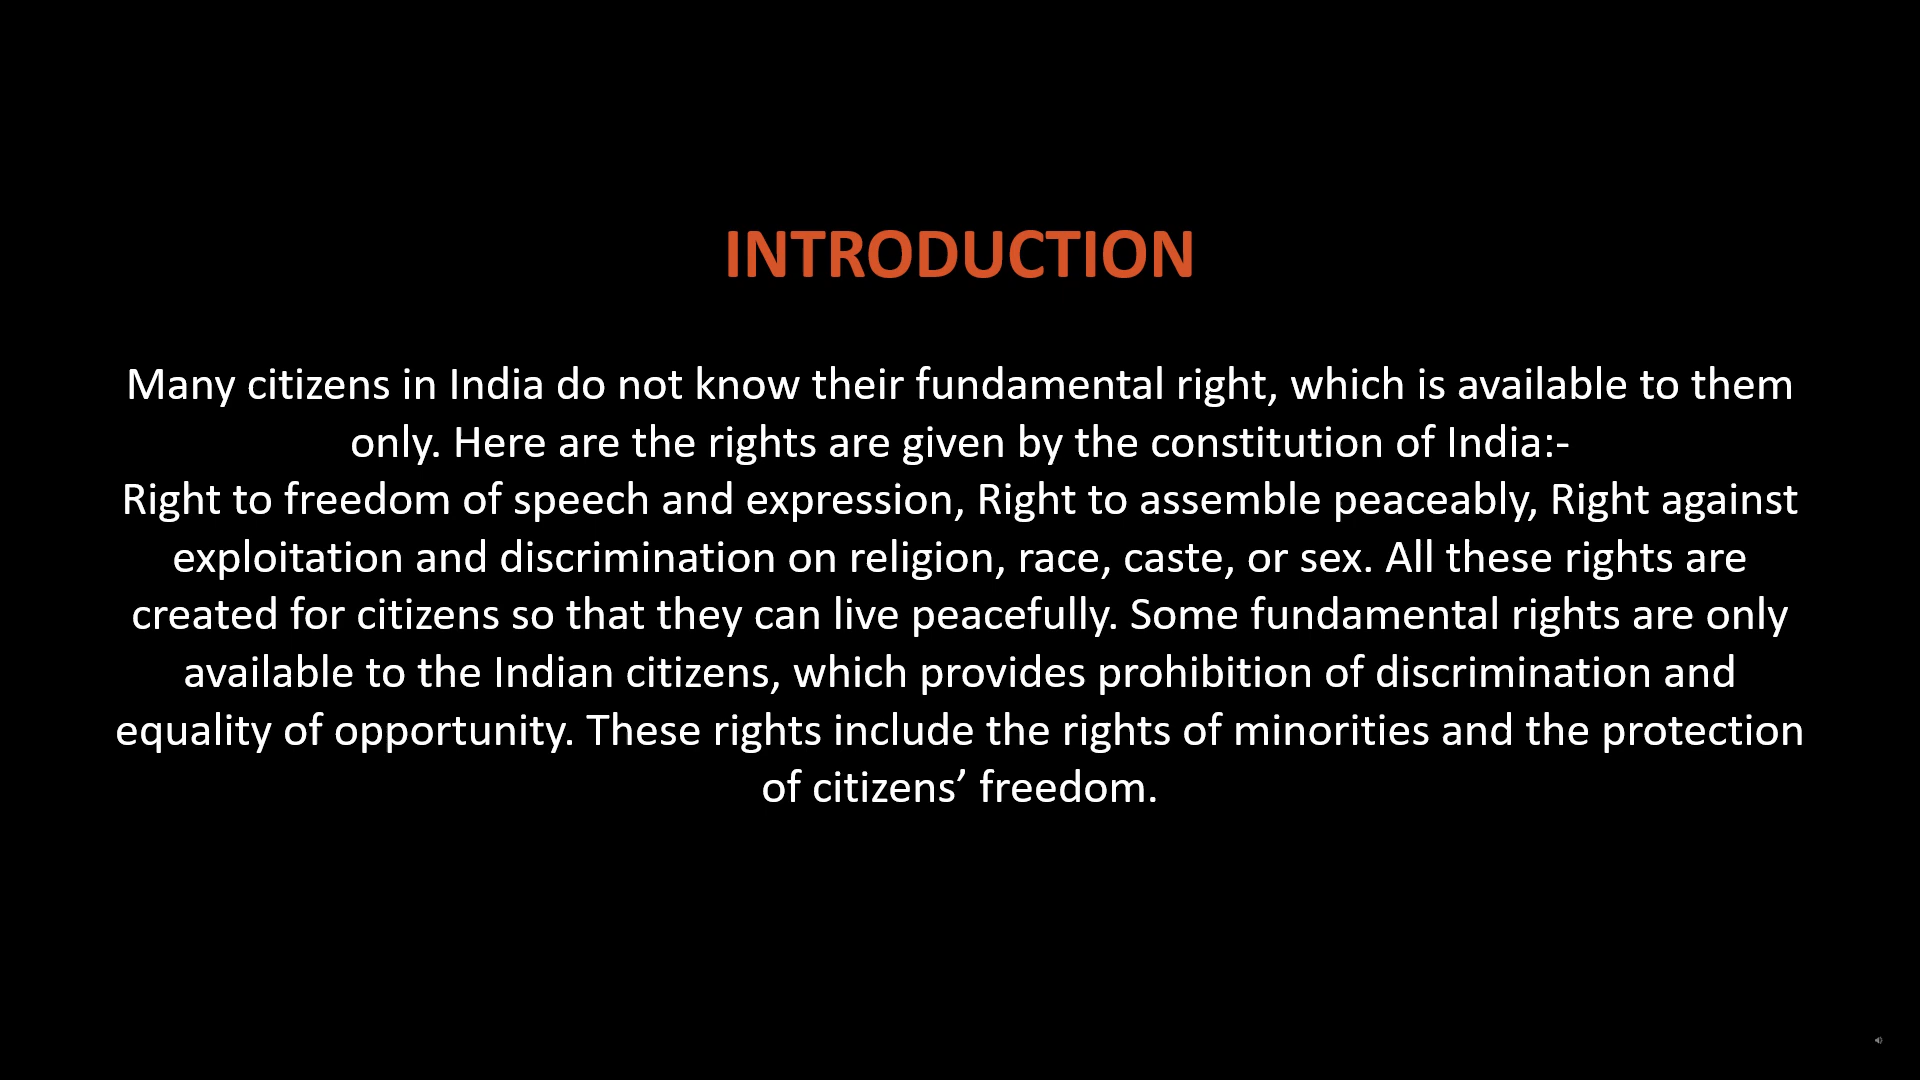 INTRODUCTION
Many citizens in India do not know their fundamental right, which is available to them
only. Here are the rights are given by the constitution of India:-
Right to freedom of speech and expression, Right to assemble peaceably, Right against
exploitation and discrimination on religion, race, caste, or sex. All these rights are
created for citizens so that they can live peacefully. Some fundamental rights are only
available to the Indian citizens, which provides prohibition of discrimination and
equality of opportunity. These rights include the rights of minorities and the protection
of citizens’ freedom.